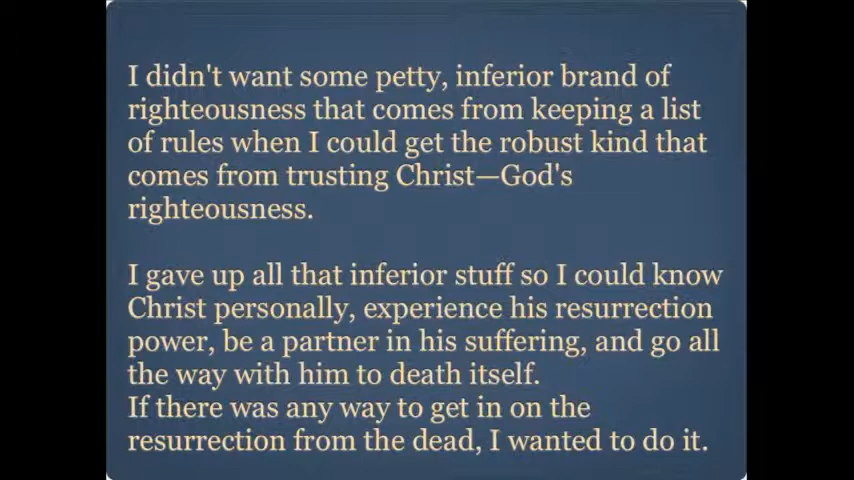 I didn't want some petty, inferior brand of
righteousness that comes from keeping a list
of rules when I could get the robust kind that
comes from trusting Christ—God's
righteousness.
I gave up all that inferior stuff so I could know
Christ personally, experience his resurrection
power, be a partner in his suffering, and go all
the way with him to death itself.
If there was any way to get in on the
resurrection from the dead, I wanted to do it.